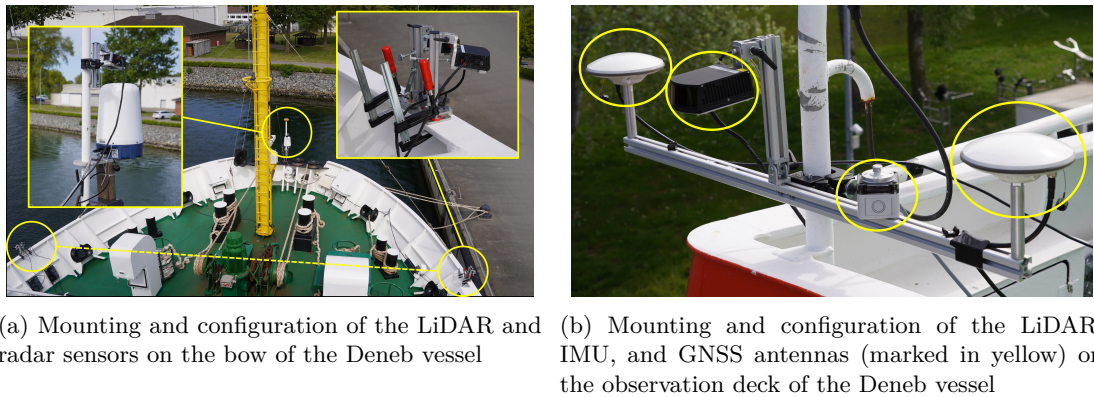 (a) Mounting and configuration of the LiDAR and
radar sensors on the bow of the Deneb vessel
(b) Mounting and configuration of the LiDAR
IMU, and GNSS antennas (marked in yellow) on
the observation deck of the Deneb vessel